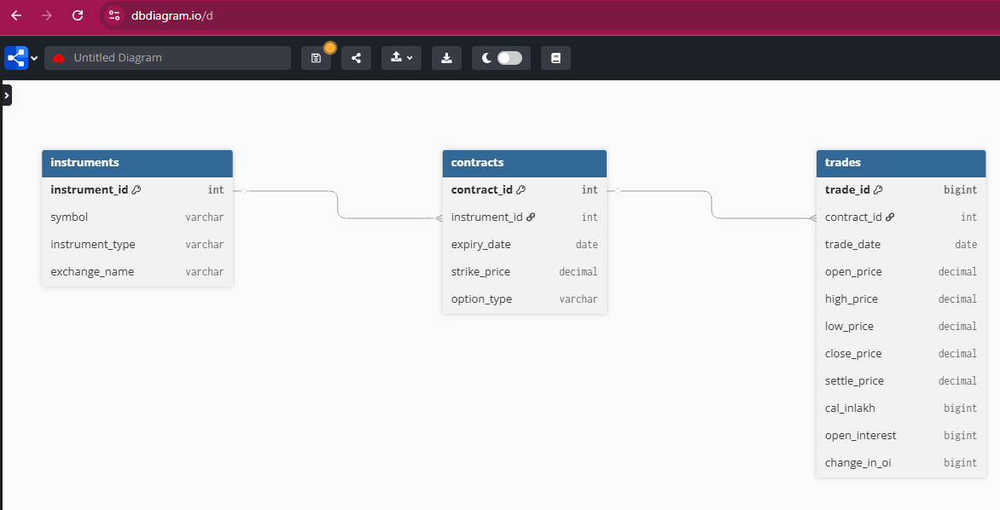 dbdiagram.io/d
Untitled Diagram
instruments
instrument_id int
symbol varchar
instrument_type varchar
exchange_name varchar
contracts
contract_id int
instrument_id int
expiry_date date
strike_price decimal
option_type varchar
trades
trade_id bigint
contract_id int
trade_date date
open_price decimal
high_price decimal
low_price decimal
close_price decimal
settle_price decimal
cal_inlakh bigint
open_interest bigint
change_in_oi bigint